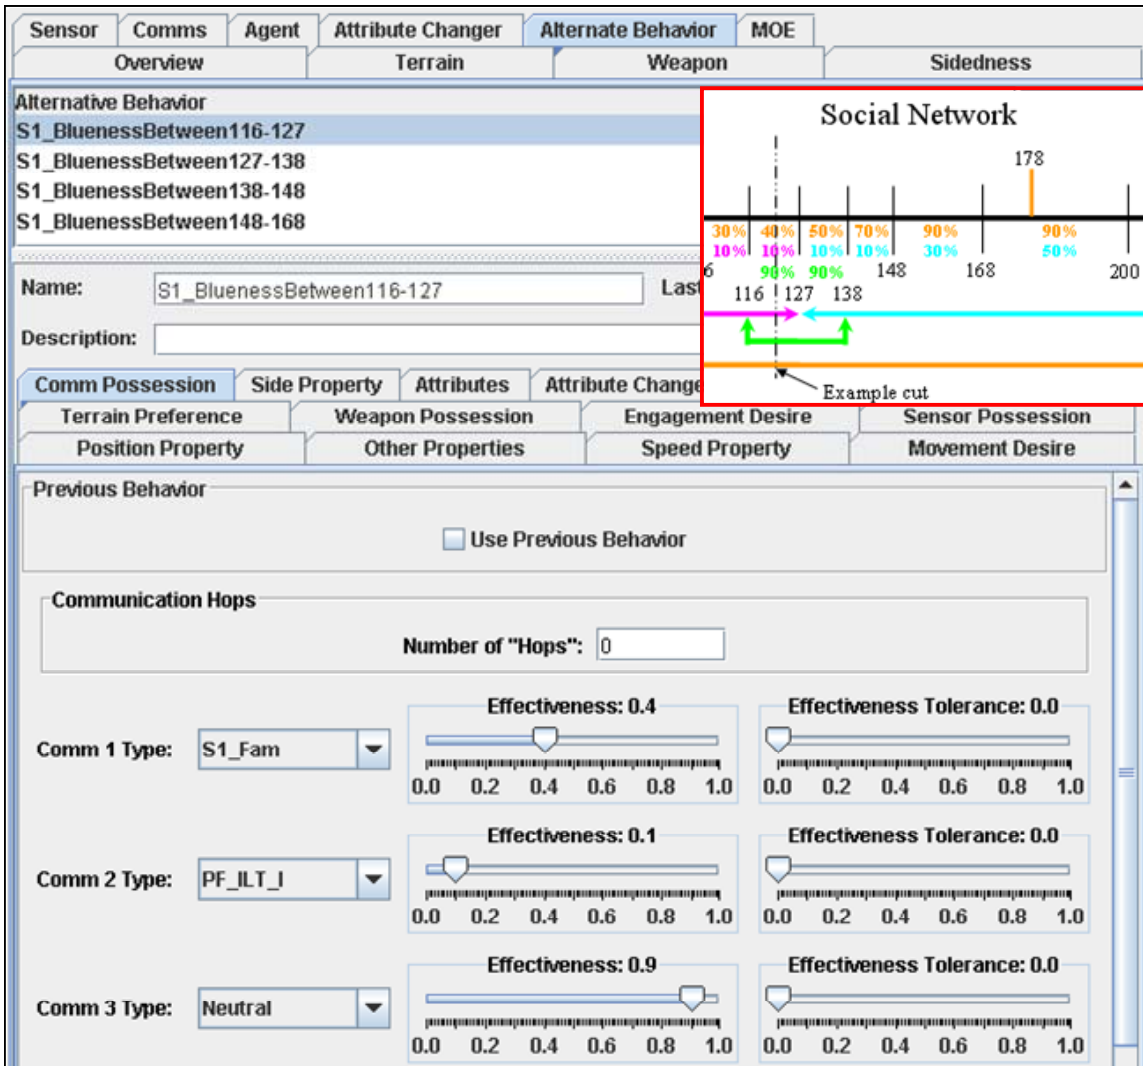 Sensor Comms Agent Attribute Changer Alternate Behavior MOE
Overview Terrain Weapon Sidedness
Alternative Behavior
S1_BluenessBetween116-127
S1_BluenessBetween127-138
S1_BluenessBetween138-148
S1_BluenessBetween148-168
Social Network
178
30% 40% 50% 70% 90% 90%
10% 10% 10% 10% 30% 50%
90% 90%
6 148 168 200
116 127 138
Example cut
Name: S1_BluenessBetween116-127 Las
Description:
Comm Possession Side Property Attributes Attribute Change
Terrain Preference Weapon Possession Engagement Desire Sensor Possession
Position Property Other Properties Speed Property Movement Desire
Previous Behavior
Use Previous Behavior
Communication Hops
Number of "Hops": 0
Effectiveness: 0.4 Effectiveness Tolerance: 0.0
Comm 1 Type: S1_Fam
0.0 0.2 0.4 0.6 0.8 1.0 0.0 0.2 0.4 0.6 0.8 1.0
Effectiveness: 0.1 Effectiveness Tolerance: 0.0
Comm 2 Type: PF_ILT_I
0.0 0.2 0.4 0.6 0.8 1.0 0.0 0.2 0.4 0.6 0.8 1.0
Effectiveness: 0.9 Effectiveness Tolerance: 0.0
Comm 3 Type: Neutral
0.0 0.2 0.4 0.6 0.8 1.0 0.0 0.2 0.4 0.6 0.8 1.0